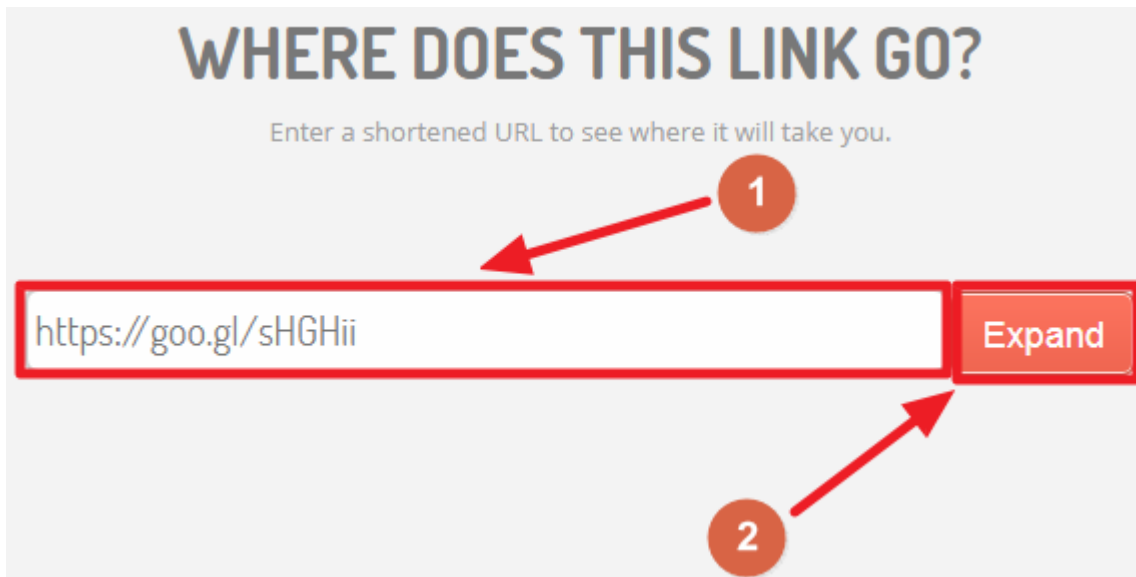 WHERE DOES THIS LINK GO?
Enter a shortened URL to see where it will take you.
1
https://goo.gl/sHGHii
Expand
2